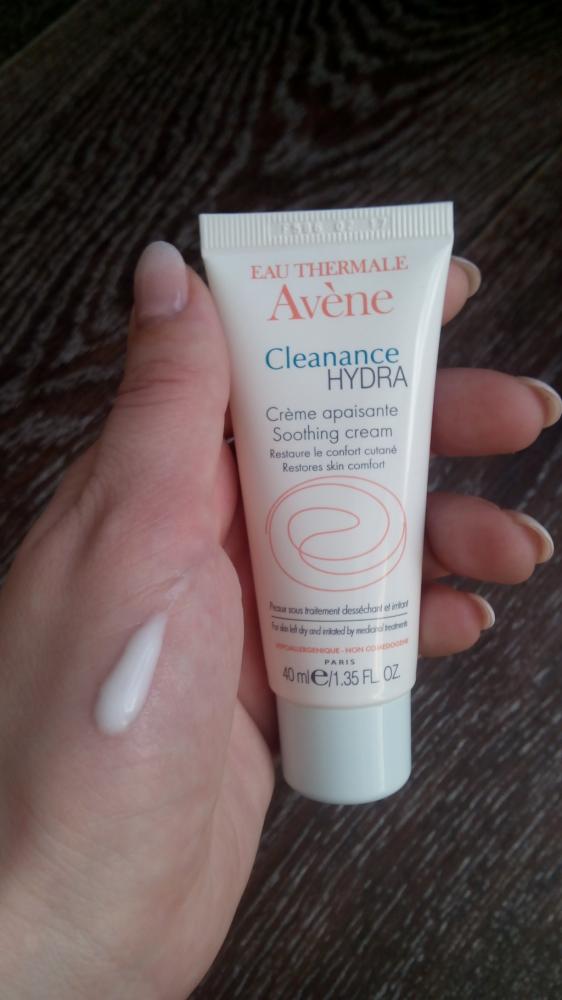 EAU THERMALE
Avène
Cleanance
HYDRA
Crème apaisante
Soothing cream
Restaure le confort cutané
Restores skin comfort
Peaux sous traitement desséchant et irritant
For skin left dry and irritated by medicinal treatments
HYPOALLERGENIQUE - NON COMEDOGENE
PARIS
40 ml e/1.35 FL. OZ.